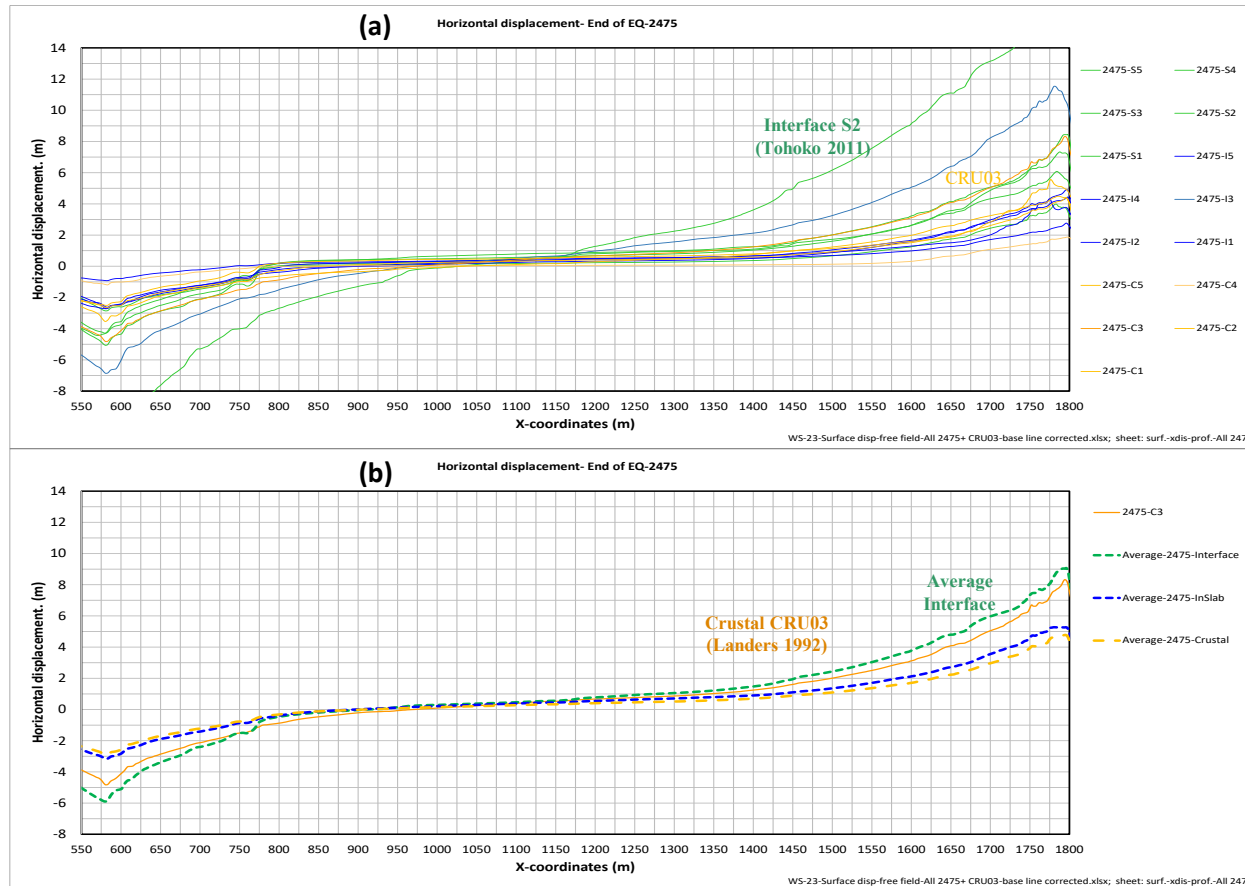 Horizontal displacement- End of EQ-2475
(a)
14
12
10
8
6
4
2
0
-2
-4
-6
-8
Horizontal displacement. (m)
Interface S2
(Tohoko 2011)
CRU03
2475-S5 2475-S4
2475-S3 2475-S2
2475-S1 2475-I5
2475-I4 2475-I3
2475-I2 2475-I1
2475-C5 2475-C4
2475-C3 2475-C2
2475-C1
550 600 650 700 750 800 850 900 950 1000 1050 1100 1150 1200 1250 1300 1350 1400 1450 1500 1550 1600 1650 1700 1750 1800
X-coordinates (m)
WS-23-Surface disp-free field-All 2475+ CRU03-base line corrected.xlsx; sheet: surf.-xdis-prof.-All 247
(b)
Horizontal displacement- End of EQ-2475
14
12
10
8
6
4
2
0
-2
-4
-6
-8
Horizontal displacement. (m)
Crustal CRU03
(Landers 1992)
Average
Interface
2475-C3
Average-2475-Interface
Average-2475-InSlab
Average-2475-Crustal
550 600 650 700 750 800 850 900 950 1000 1050 1100 1150 1200 1250 1300 1350 1400 1450 1500 1550 1600 1650 1700 1750 1800
X-coordinates (m)
WS-23-Surface disp-free field-All 2475+ CRU03-base line corrected.xlsx; sheet: surf.-xdis-prof.-All 247